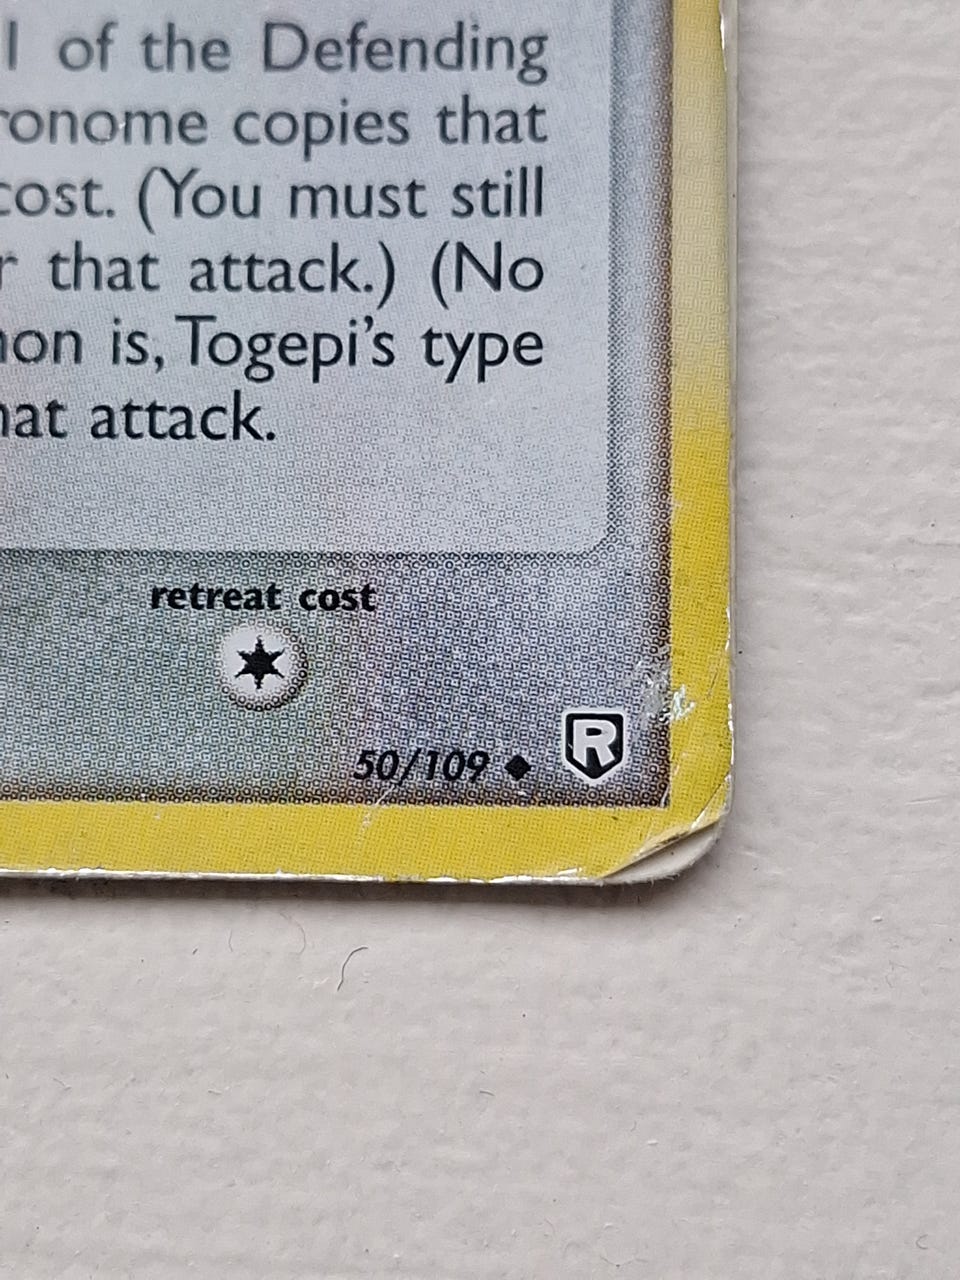 1 of the Defending
ronome copies that
cost. (You must still
r that attack.) (No
non is, Togepi's type
hat attack.
retreat cost
50/109
R